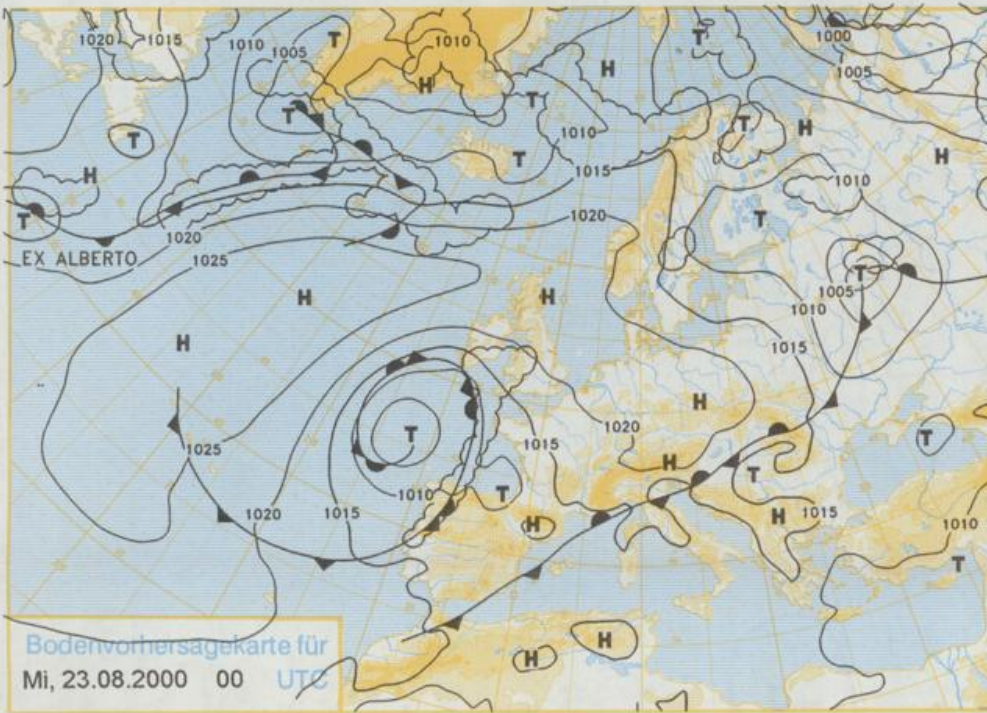 1020 1015 1010 1005 T 1010 T H 1000
1005
H
T T
T H
T 1010 H
H 1015 1010
T 1020 T
1020
EX ALBERTO 1025 T
H H 1005
1010
H 1015
H
T 1020 T
1025 1015 H T
1010 T
1020 1015 H 1015
H 1010
T
H
H
Bodenvorhersagekarte für
Mi, 23.08.2000 00 UTC